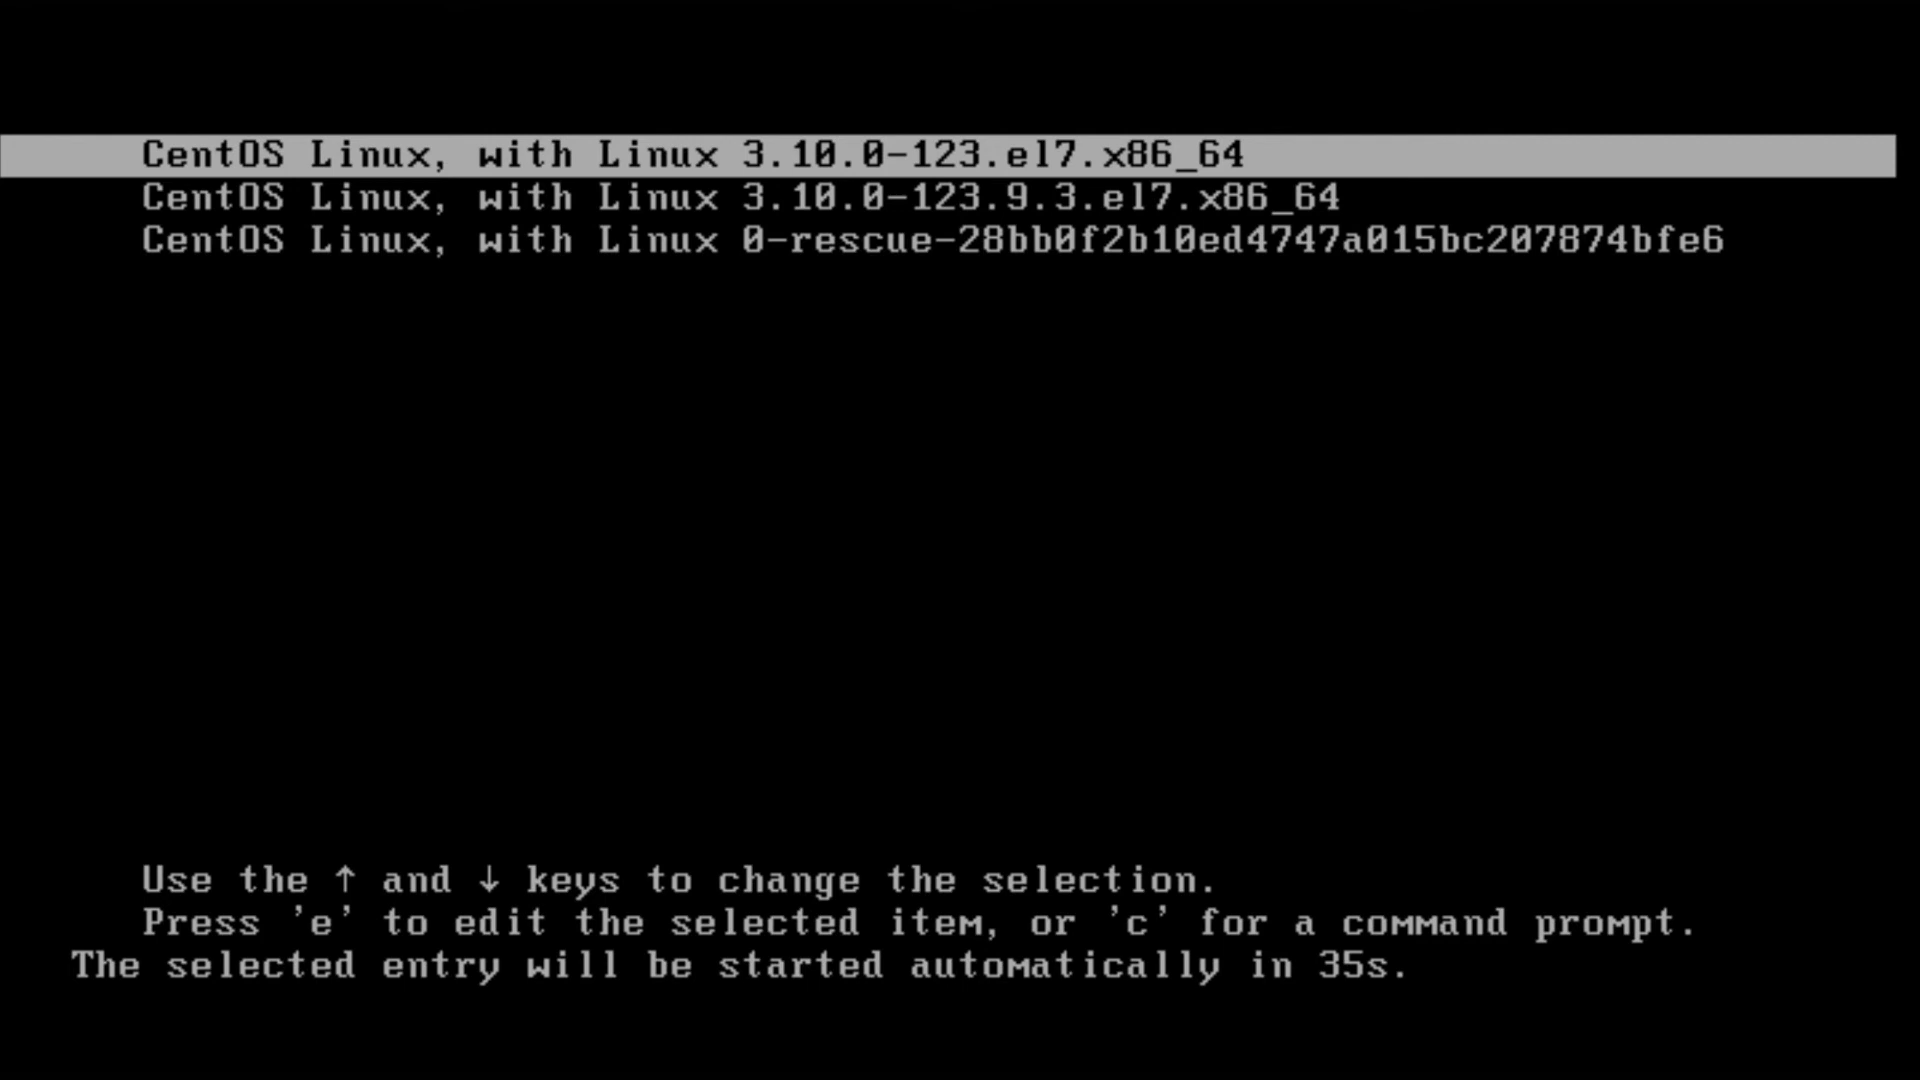 CentOS Linux, with Linux 3.10.0-123.el7.x86_64
CentOS Linux, with Linux 3.10.0-123.9.3.el7.x86_64
CentOS Linux, with Linux 0-rescue-28bb0f2b10ed4747a015bc207874bfe6
Use the ↑ and ↓ keys to change the selection.
Press 'e' to edit the selected item, or 'c' for a command prompt.
The selected entry will be started automatically in 35s.